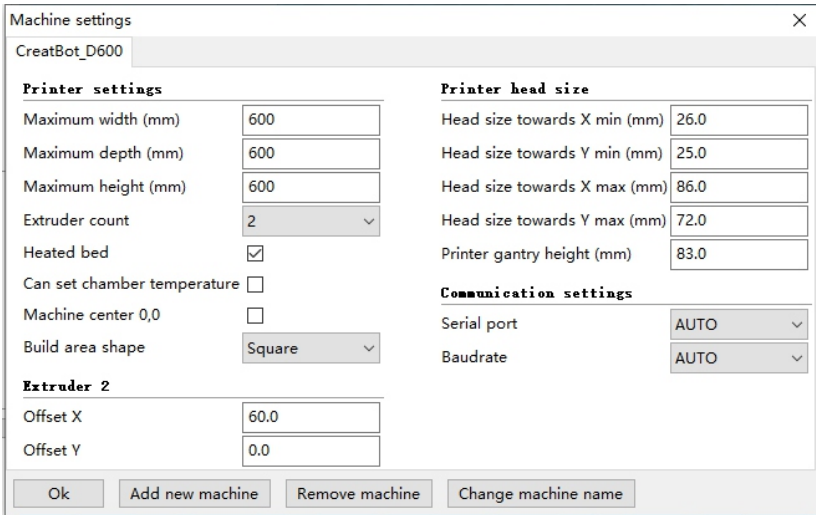 Machine settings
CreatBot_D600
Printer settings
Maximum width (mm) 600
Maximum depth (mm) 600
Maximum height (mm) 600
Extruder count 2
Heated bed
Can set chamber temperature
Machine center 0,0
Build area shape Square
Extruder 2
Offset X 60.0
Offset Y 0.0
Printer head size
Head size towards X min (mm) 26.0
Head size towards Y min (mm) 25.0
Head size towards X max (mm) 86.0
Head size towards Y max (mm) 72.0
Printer gantry height (mm) 83.0
Communication settings
Serial port AUTO
Baudrate AUTO
Ok Add new machine Remove machine Change machine name